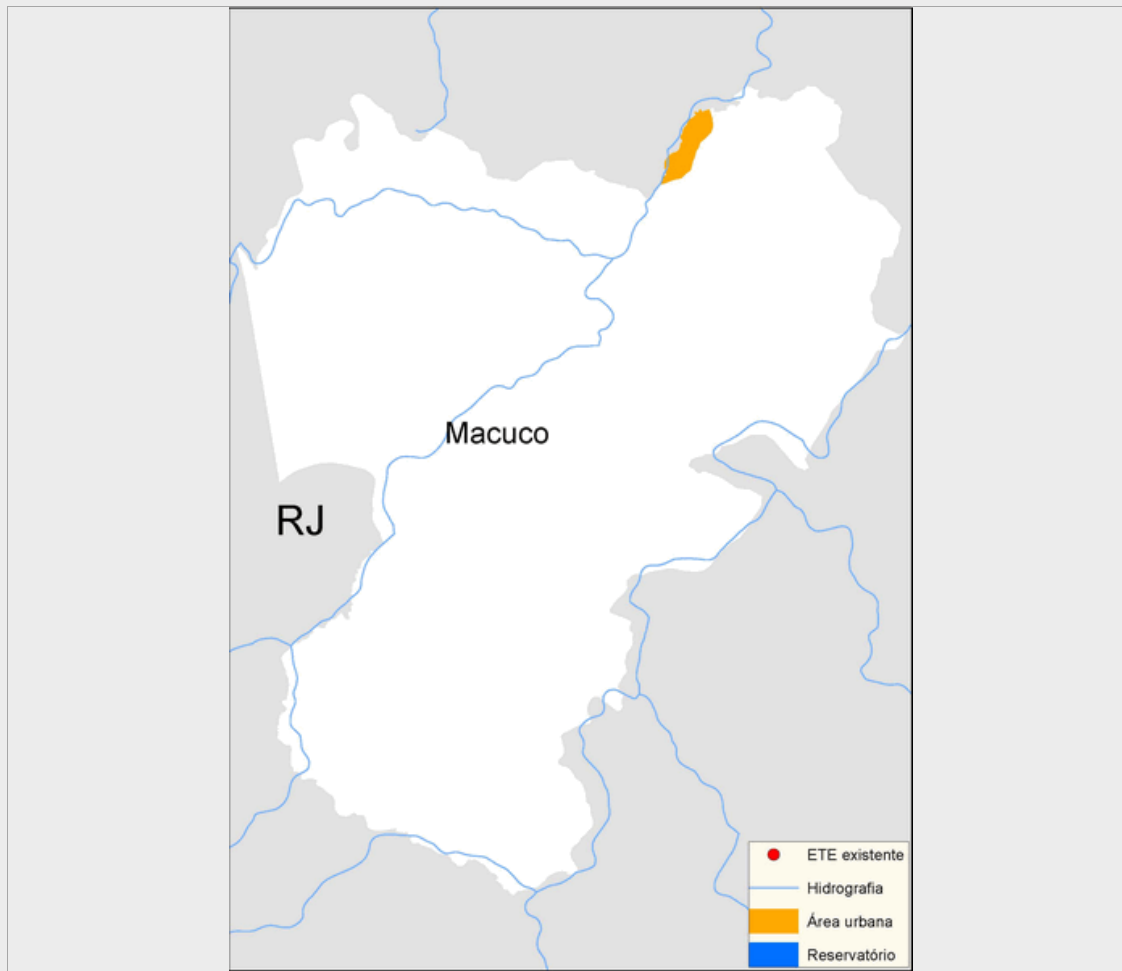 Macuco
RJ
ETE existente
Hidrografia
Área urbana
Reservatório